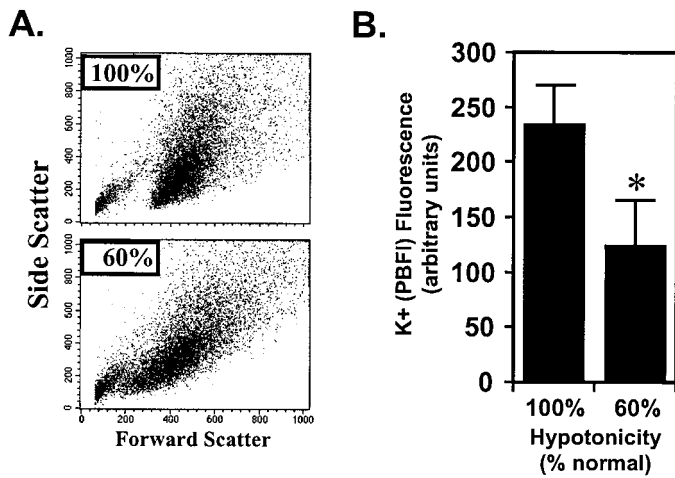 A.
100%
1000
800
600
400
200
0
60%
1000
800
600
400
200
0
Side Scatter
0 200 400 600 800 1000
Forward Scatter
B.
K+ (PBFI) Fluorescence
(arbitrary units)
300
250
200
150
100
50
0
*
100% 60%
Hypotonicity
(% normal)